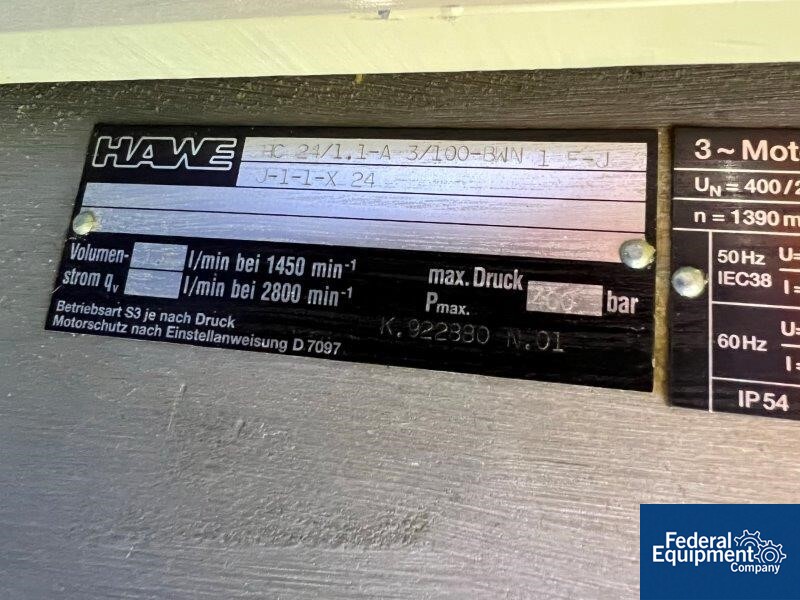 HAWE
HC 24/1.1-A 3/100-BWN 1 F-J
J-1-1-X 24
Volumen-
strom qv
l/min bei 1450 min-1
l/min bei 2800 min-1
max. Druck
Pmax.
bar
Betriebsart S3 je nach Druck
Motorschutz nach Einstellanweisung D 7097
K.922880 N.01
3~Mot
UN = 400/2
n = 1390 m
50 Hz U=
IEC38 I=
60 Hz U=
I=
IP 54
Federal
Equipment
Company